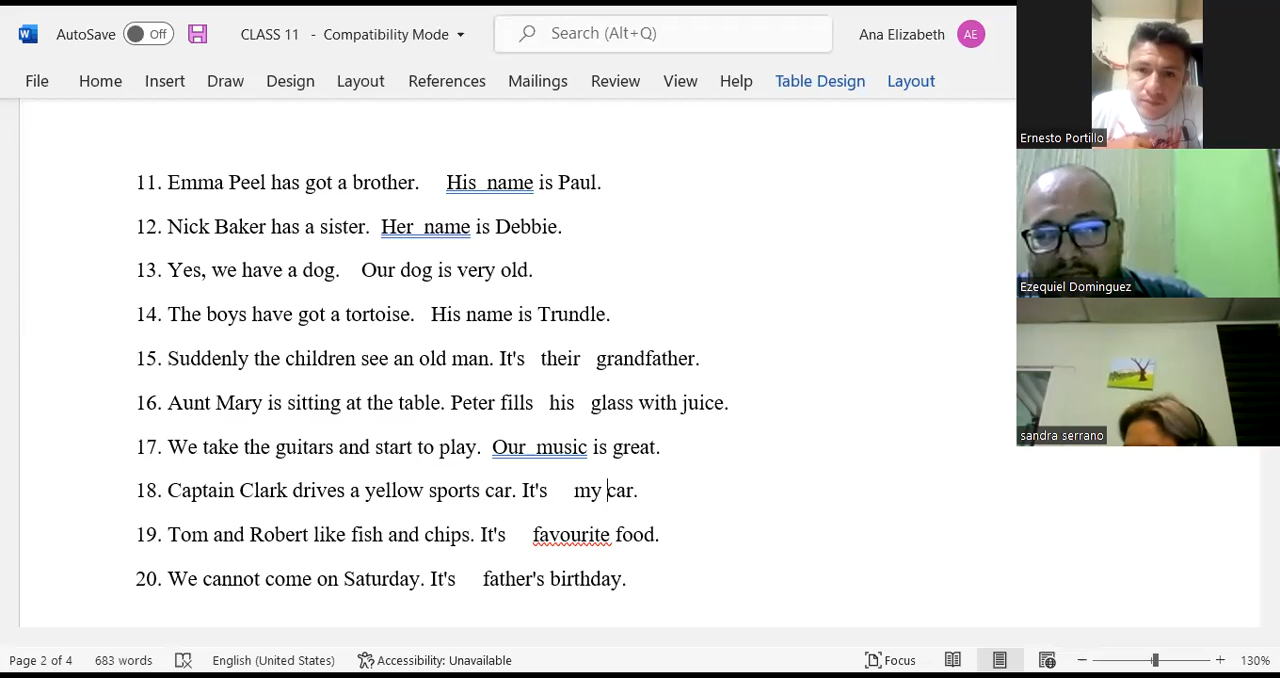 AutoSave Off CLASS 11 - Compatibility Mode Search (Alt+Q) Ana Elizabeth AE
File Home Insert Draw Design Layout References Mailings Review View Help Table Design Layout
11. Emma Peel has got a brother. His name is Paul.
12. Nick Baker has a sister. Her name is Debbie.
13. Yes, we have a dog. Our dog is very old.
14. The boys have got a tortoise. His name is Trundle.
15. Suddenly the children see an old man. It's their grandfather.
16. Aunt Mary is sitting at the table. Peter fills his glass with juice.
17. We take the guitars and start to play. Our music is great.
18. Captain Clark drives a yellow sports car. It's my car.
19. Tom and Robert like fish and chips. It's favourite food.
20. We cannot come on Saturday. It's father's birthday.
Ernesto Portillo
Ezequiel Dominguez
sandra serrano
Page 2 of 4 683 words English (United States) Accessibility: Unavailable Focus 130%